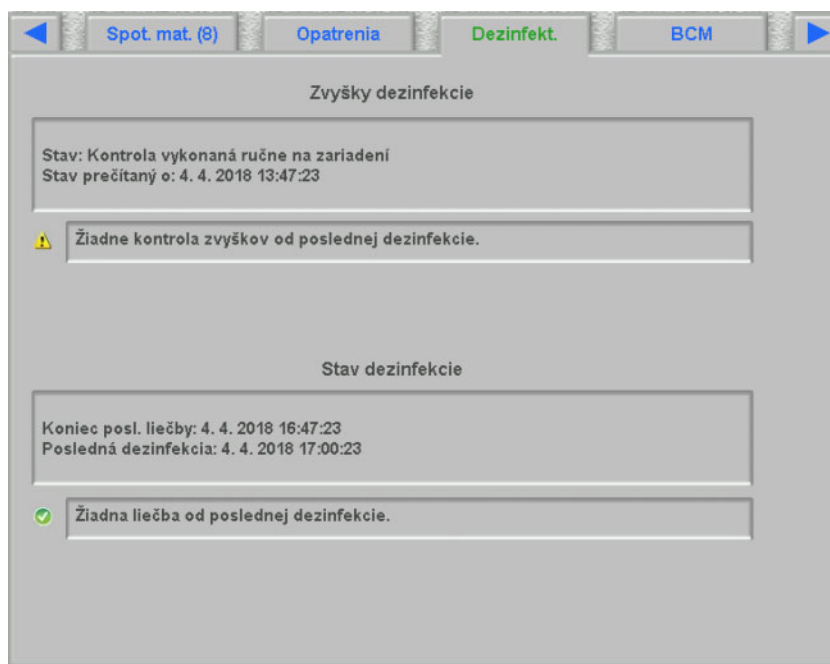 Spot. mat. (8) Opatrenia Dezinfekt. BCM
Zvyšky dezinfekcie
Stav: Kontrola vykonaná ručne na zariadení
Stav prečítaný o: 4. 4. 2018 13:47:23
Žiadne kontrola zvyškov od poslednej dezinfekcie.
Stav dezinfekcie
Koniec posl. liečby: 4. 4. 2018 16:47:23
Posledná dezinfekcia: 4. 4. 2018 17:00:23
Žiadna liečba od poslednej dezinfekcie.